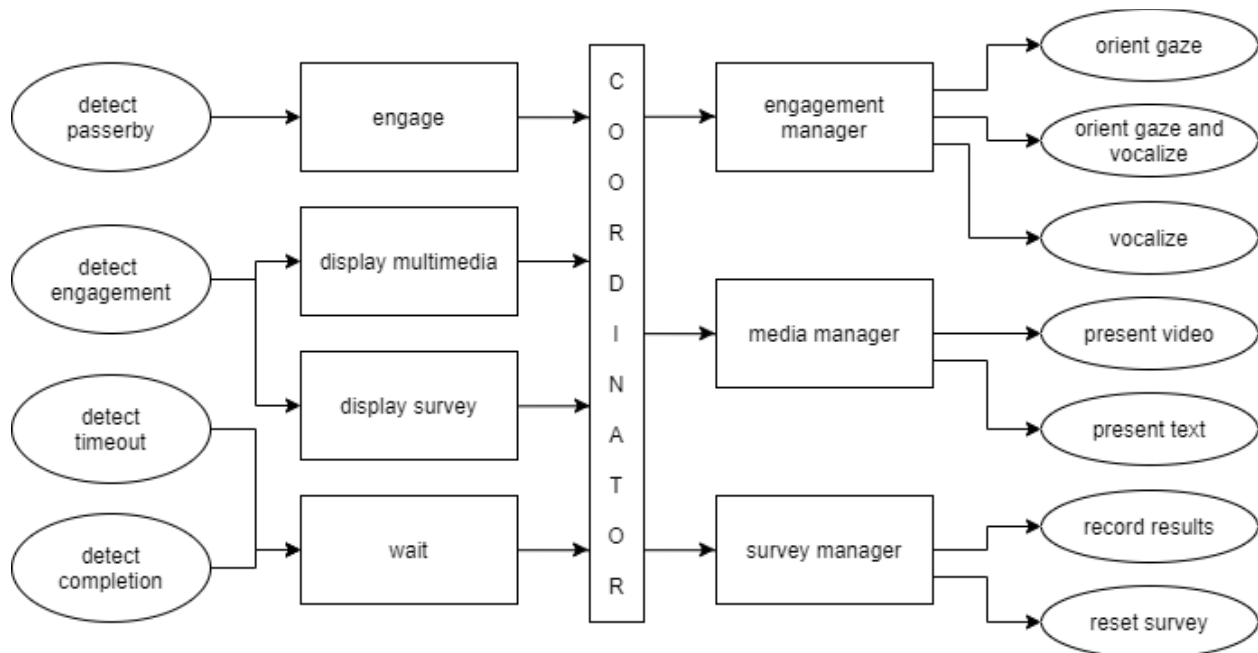 detect
passerby
detect
engagement
detect
timeout
detect
completion
engage
display multimedia
display survey
wait
C
O
O
R
D
I
N
A
T
O
R
engagement
manager
media manager
survey manager
orient gaze
orient gaze and
vocalize
vocalize
present video
present text
record results
reset survey